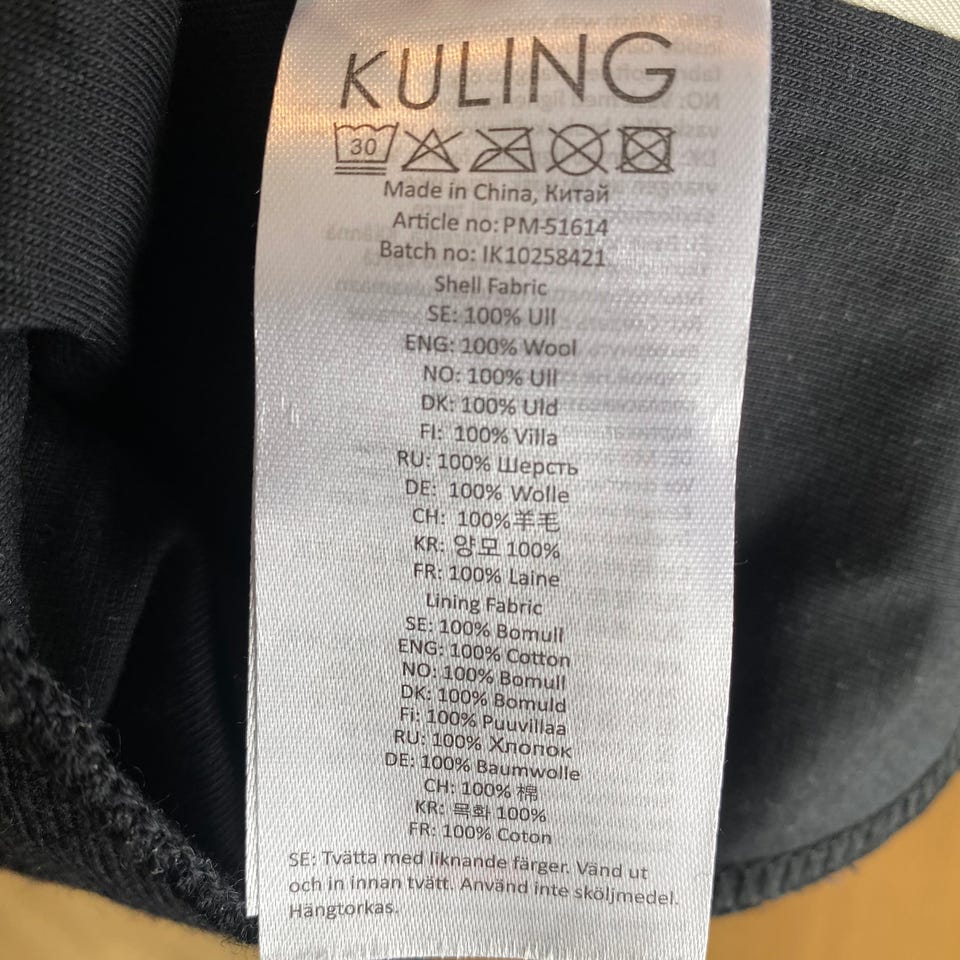 KULING
30
Made in China, Китай
Article no: PM-51614
Batch no: IK10258421
Shell Fabric
SE: 100% Ull
ENG: 100% Wool
NO: 100% Ull
DK: 100% Uld
FI: 100% Villa
RU: 100% Шерсть
DE: 100% Wolle
CH: 100%羊毛
KR: 양모 100%
FR: 100% Laine
Lining Fabric
SE: 100% Bomull
ENG: 100% Cotton
NO: 100% Bomull
DK: 100% Bomuld
Fi: 100% Puuvillaa
RU: 100% Хлопок
DE: 100% Baumwolle
CH: 100% 棉
KR: 목화 100%
FR: 100% Coton
SE: Tvätta med liknande färger. Vänd ut
och in innan tvätt. Använd inte sköljmedel.
Hängtorkas.